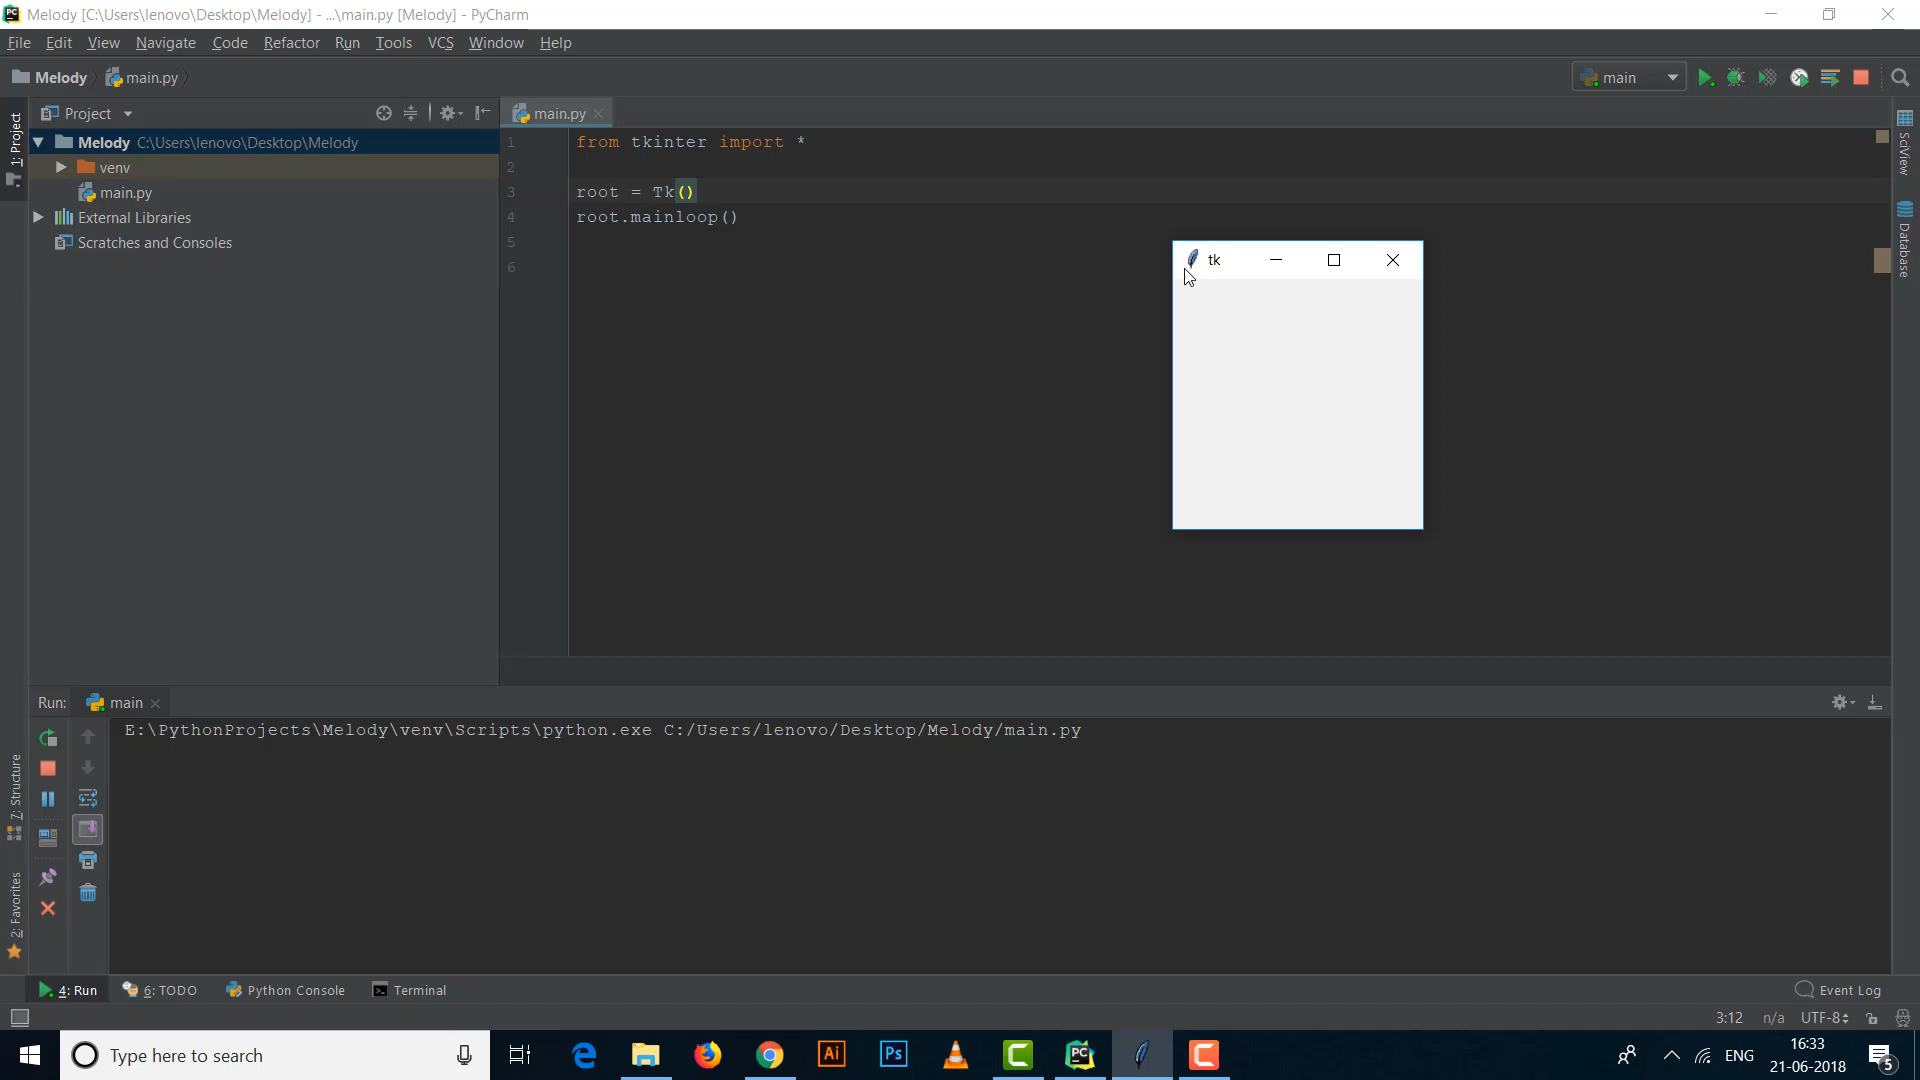 Melody [C:\Users\lenovo\Desktop\Melody] - ...\main.py [Melody] - PyCharm
File Edit View Navigate Code Refactor Run Tools VCS Window Help
Melody main.py
main
Project
main.py
1: Project
Melody C:\Users\lenovo\Desktop\Melody
venv
main.py
External Libraries
Scratches and Consoles
1 from tkinter import *
2
3 root = Tk()
4 root.mainloop()
5
6
tk
SciView
Database
Run: main
E:\PythonProjects\Melody\venv\Scripts\python.exe C:/Users/lenovo/Desktop/Melody/main.py
7: Structure
2: Favorites
4: Run 6: TODO Python Console Terminal
Event Log
3:12 n/a UTF-8
Type here to search
Ai
Ps
PC
ENG
16:33
21-06-2018
5